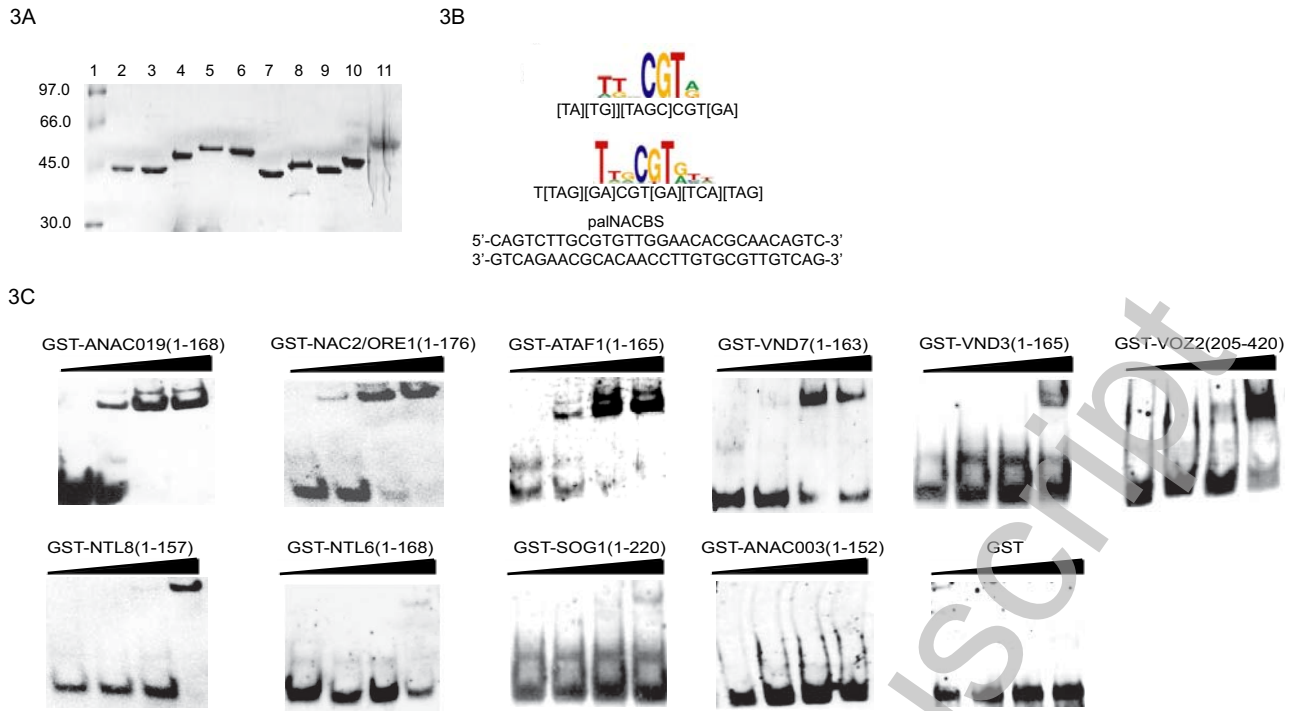 3A
1 2 3 4 5 6 7 8 9 10 11
97.0
66.0
45.0
30.0
3B
[TA][TG]][TAGC]CGT[GA]
T[TAG][GA]CGT[GA][TCA][TAG]
palNACBS
5'-CAGTCTTGCGTGTTGGAACACGCAACAGTC-3'
3'-GTCAGAACGCACAACCTTGTGCGTTGTCAG-3'
3C
GST-ANAC019(1-168) GST-NAC2/ORE1(1-176) GST-ATAF1(1-165) GST-VND7(1-163) GST-VND3(1-165) GST-VOZ2(205-420)
GST-NTL8(1-157) GST-NTL6(1-168) GST-SOG1(1-220) GST-ANAC003(1-152) GST
uscript